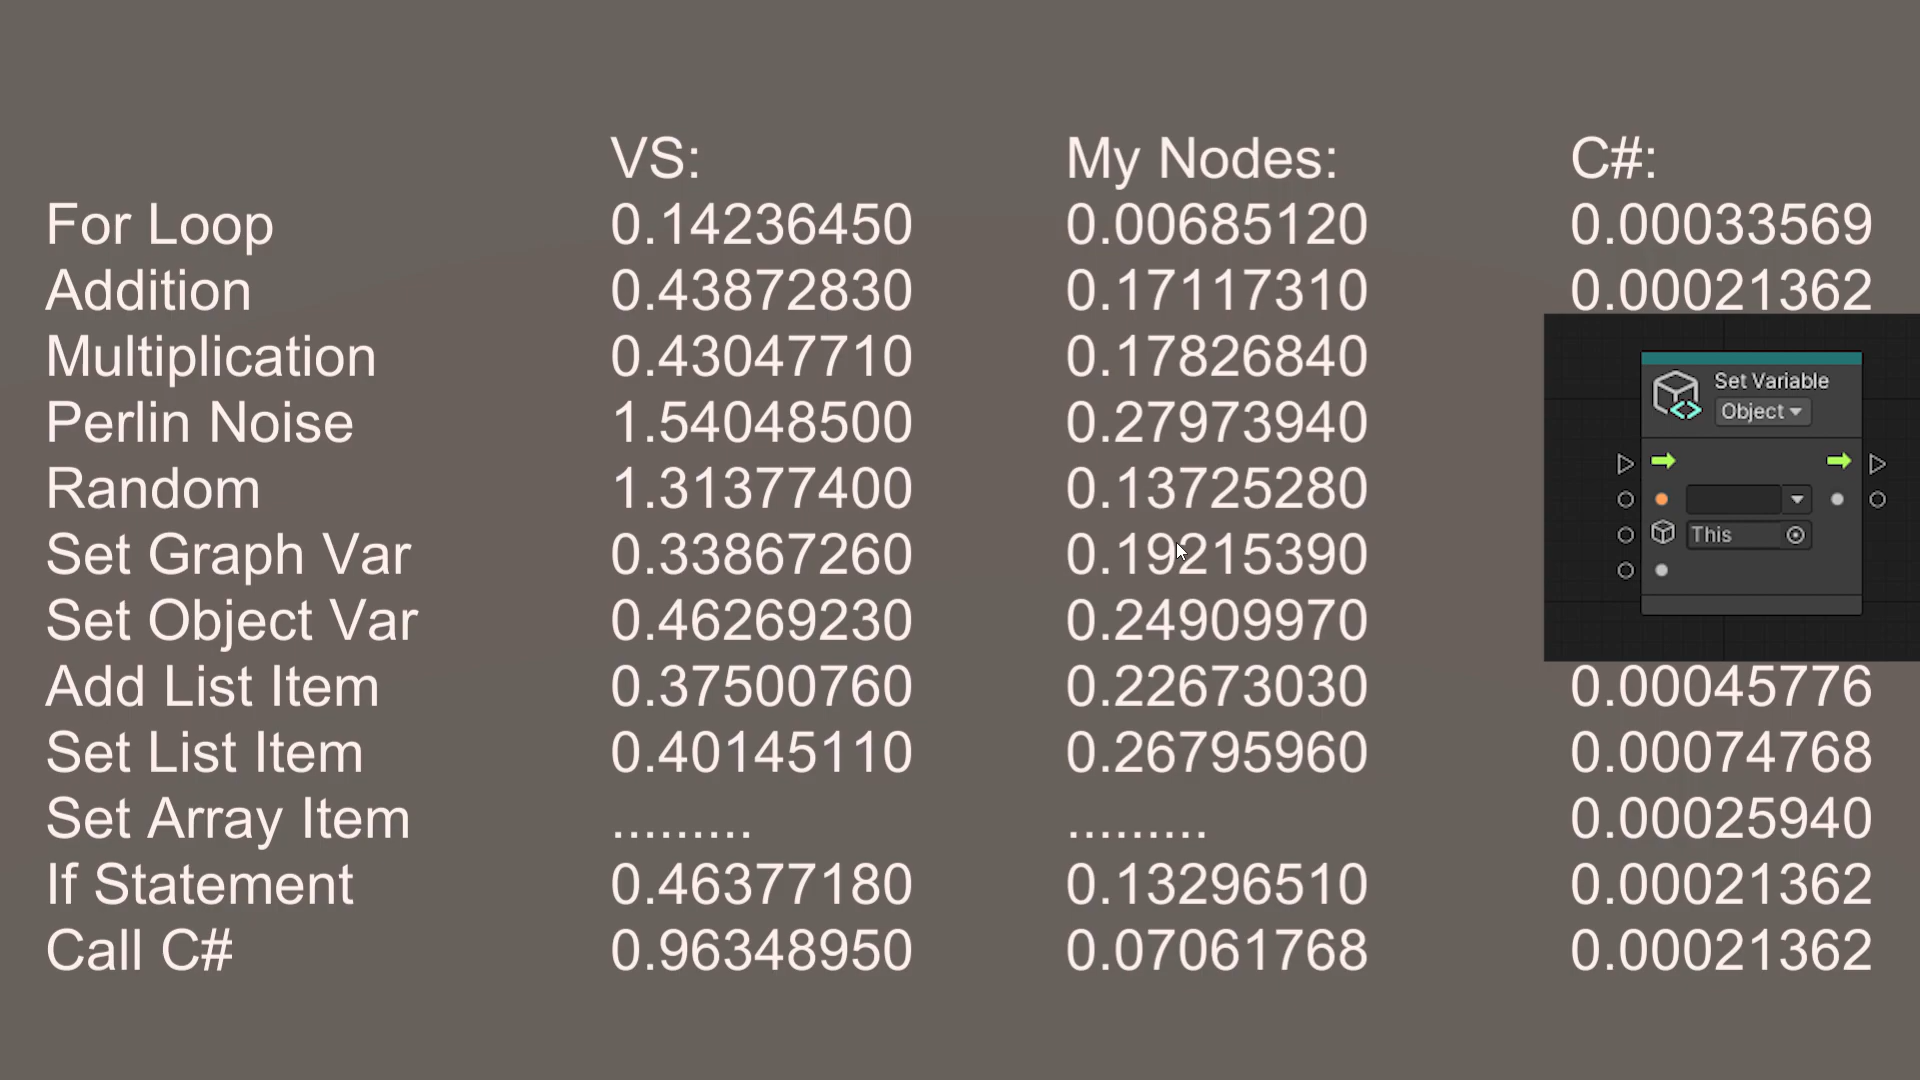 VS: My Nodes: C#:
For Loop 0.14236450 0.00685120 0.00033569
Addition 0.43872830 0.17117310 0.00021362
Multiplication 0.43047710 0.17826840
Set Variable
Object
Perlin Noise 1.54048500 0.27973940
Random 1.31377400 0.13725280
Set Graph Var 0.33867260 0.19215390
This
Set Object Var 0.46269230 0.24909970
Add List Item 0.37500760 0.22673030 0.00045776
Set List Item 0.40145110 0.26795960 0.00074768
Set Array Item ......... ......... 0.00025940
If Statement 0.46377180 0.13296510 0.00021362
Call C# 0.96348950 0.07061768 0.00021362